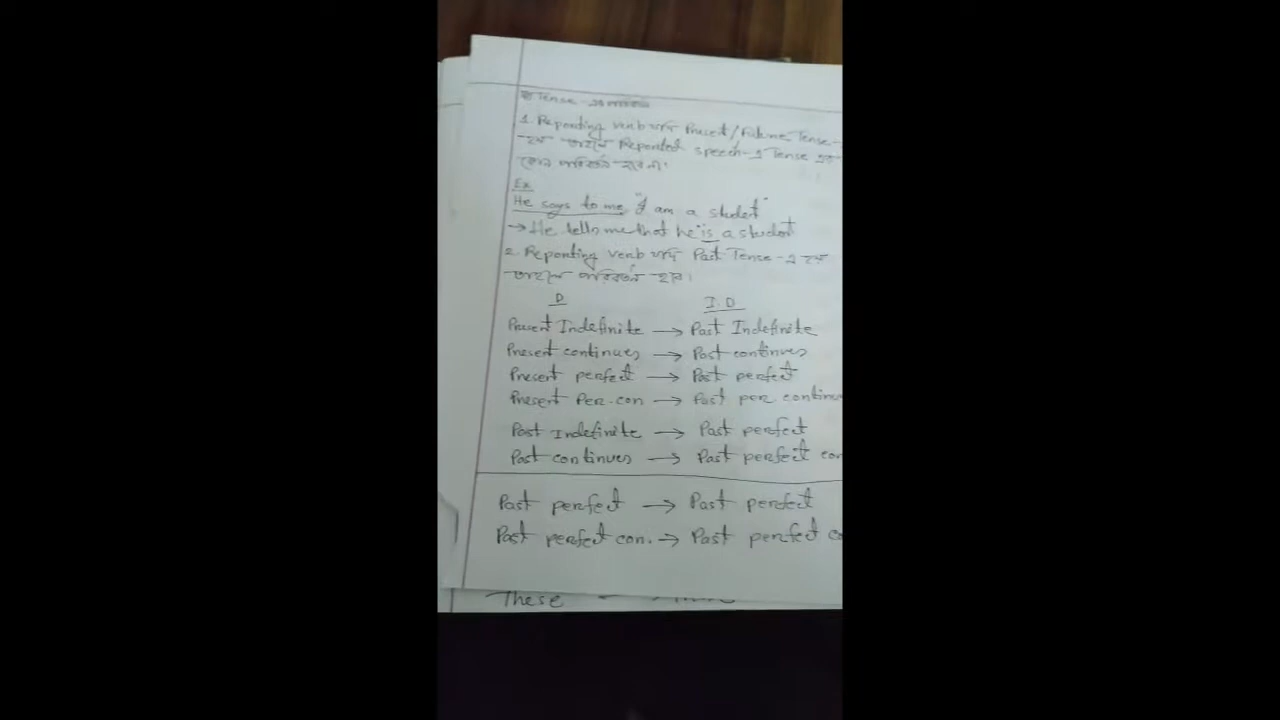 Tense -এর পরিবর্তন
1. Reporting verb যদি Present/Future Tense-
হয় তাহলে Reported speech-এ Tense এর
কোন পরিবর্তন হবে না।
Ex
He says to me, "I am a student"
→ He tells me that he is a student
2. Reporting verb যদি Past Tense-এ হয়
তাহলে পরিবর্তন হবে।
D I.D
Present Indefinite → Past Indefinite
Present continues → Past continues
Present perfect → Past perfect
Present Per.con → Past per continu
Past Indefinite → Past perfect
Past continues → Past perfect con
Past perfect → Past perfect
Past perfect con. → Past perfect co
These